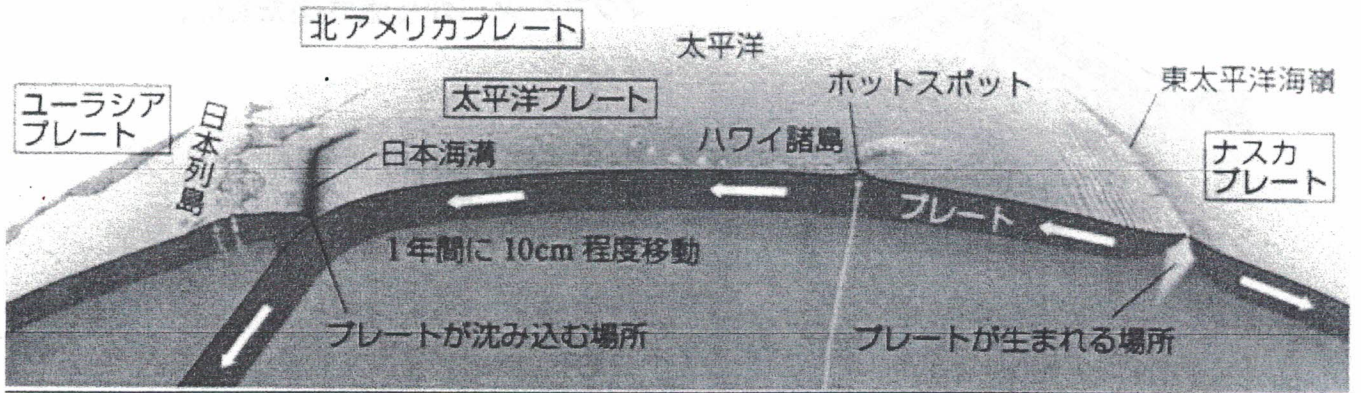 北アメリカプレート
太平洋
ホットスポット
東太平洋海嶺
ユーラシア
プレート
日本列島
太平洋プレート
日本海溝
ハワイ諸島
ナスカ
プレート
プレート
1年間に 10cm 程度移動
プレートが沈み込む場所
プレートが生まれる場所